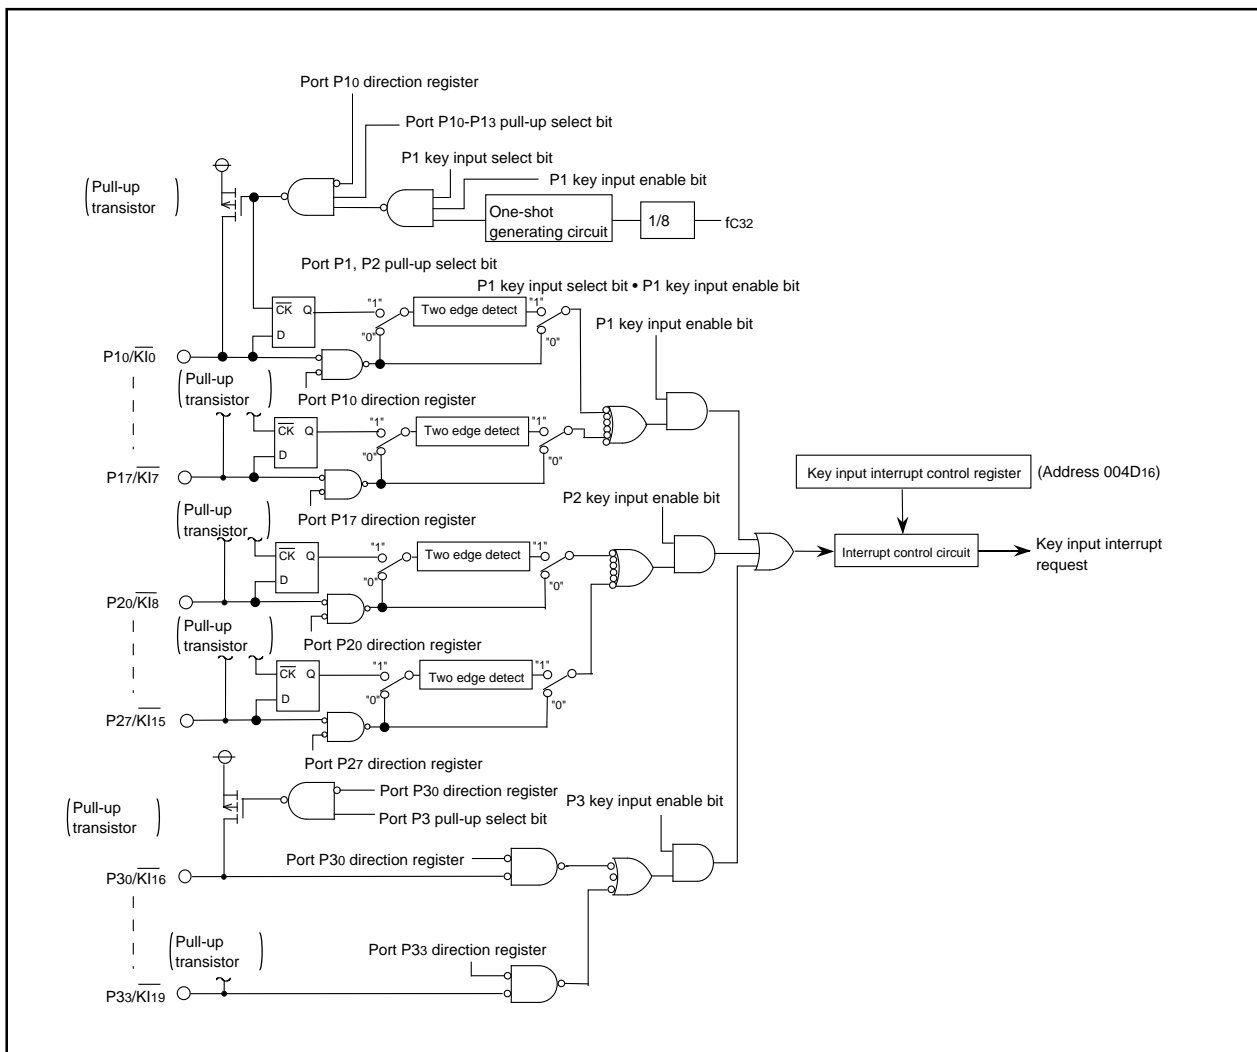 Port P10 direction register
Port P10-P13 pull-up select bit
P1 key input select bit
P1 key input enable bit
(Pull-up
transistor)
One-shot
generating circuit
1/8
fC32
Port P1, P2 pull-up select bit
P1 key input select bit • P1 key input enable bit
P1 key input enable bit
CK Q
D
"1"
"0"
Two edge detect
"1"
"0"
P10/KI0
Port P10 direction register
(Pull-up
transistor)
CK Q
D
"1"
"0"
Two edge detect
"1"
"0"
P17/KI7
Port P17 direction register
Key input interrupt control register
(Address 004D16)
P2 key input enable bit
(Pull-up
transistor)
CK Q
D
"1"
"0"
Two edge detect
"1"
"0"
Interrupt control circuit
Key input interrupt
request
P20/KI8
Port P20 direction register
(Pull-up
transistor)
CK Q
D
"1"
"0"
Two edge detect
"1"
"0"
P27/KI15
Port P27 direction register
Port P30 direction register
Port P3 pull-up select bit
P3 key input enable bit
(Pull-up
transistor)
Port P30 direction register
P30/KI16
(Pull-up
transistor)
Port P33 direction register
P33/KI19